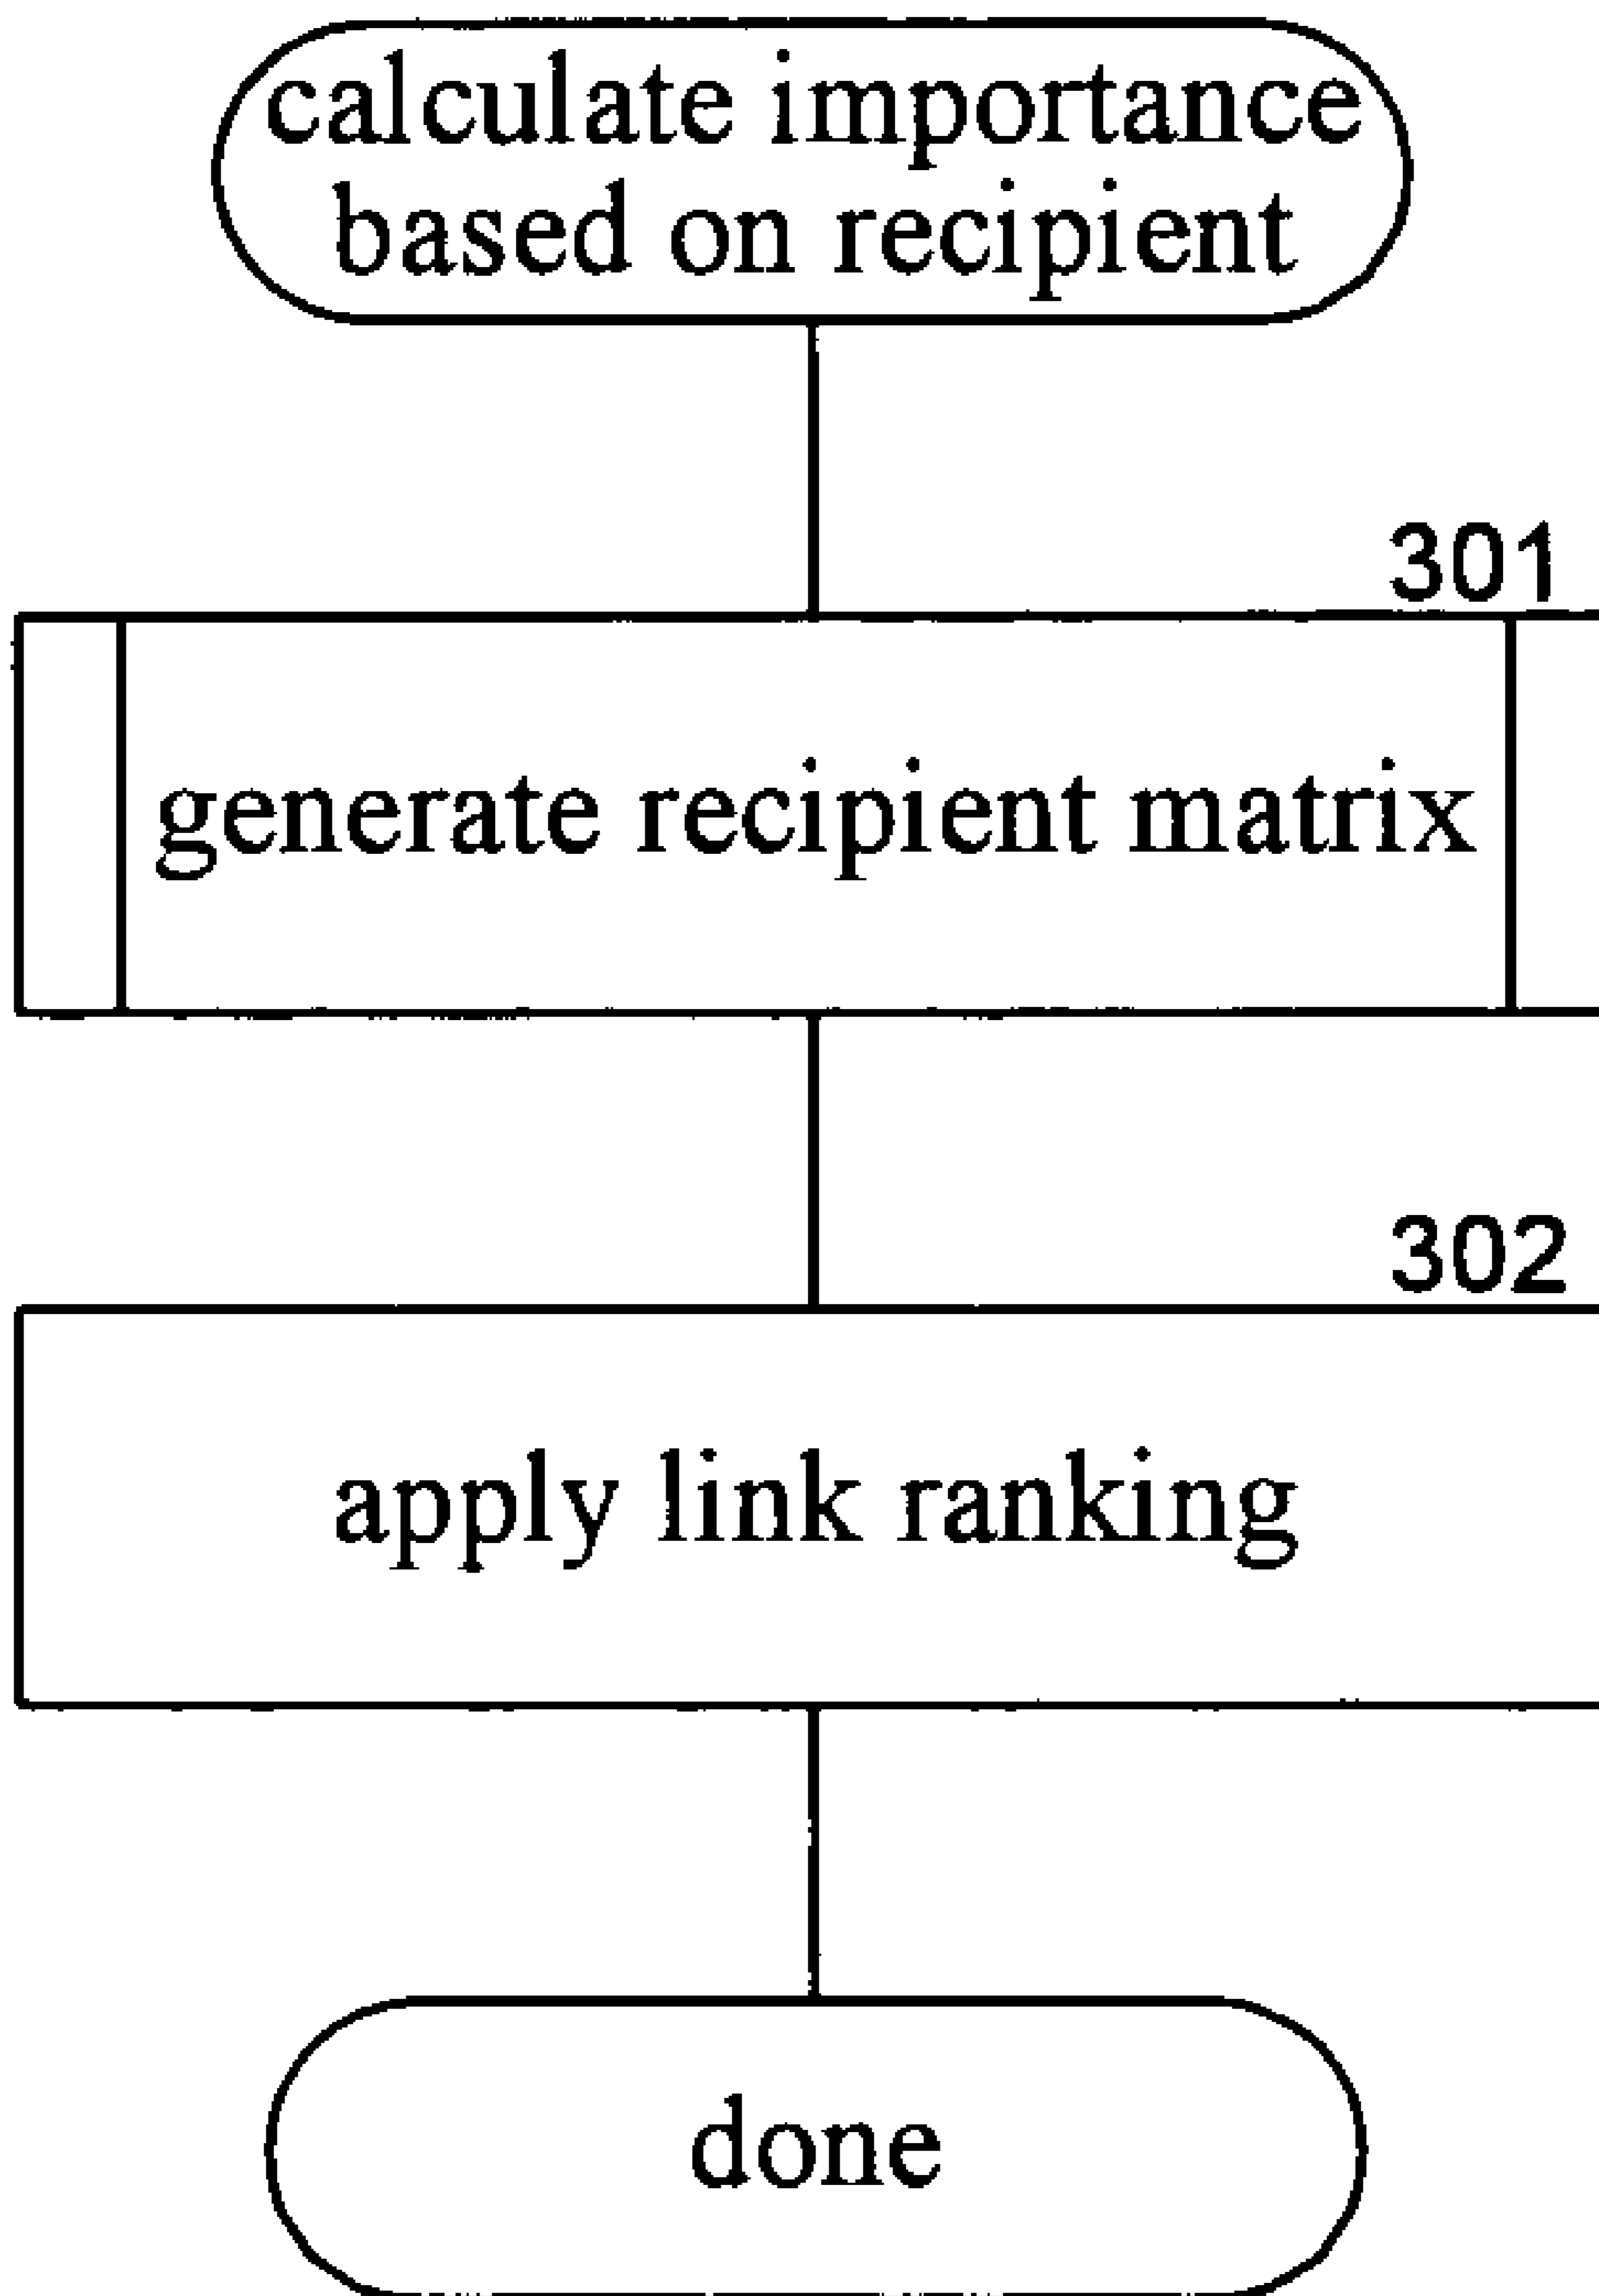 calculate importance
based on recipient
301
generate recipient matrix
302
apply link ranking
done